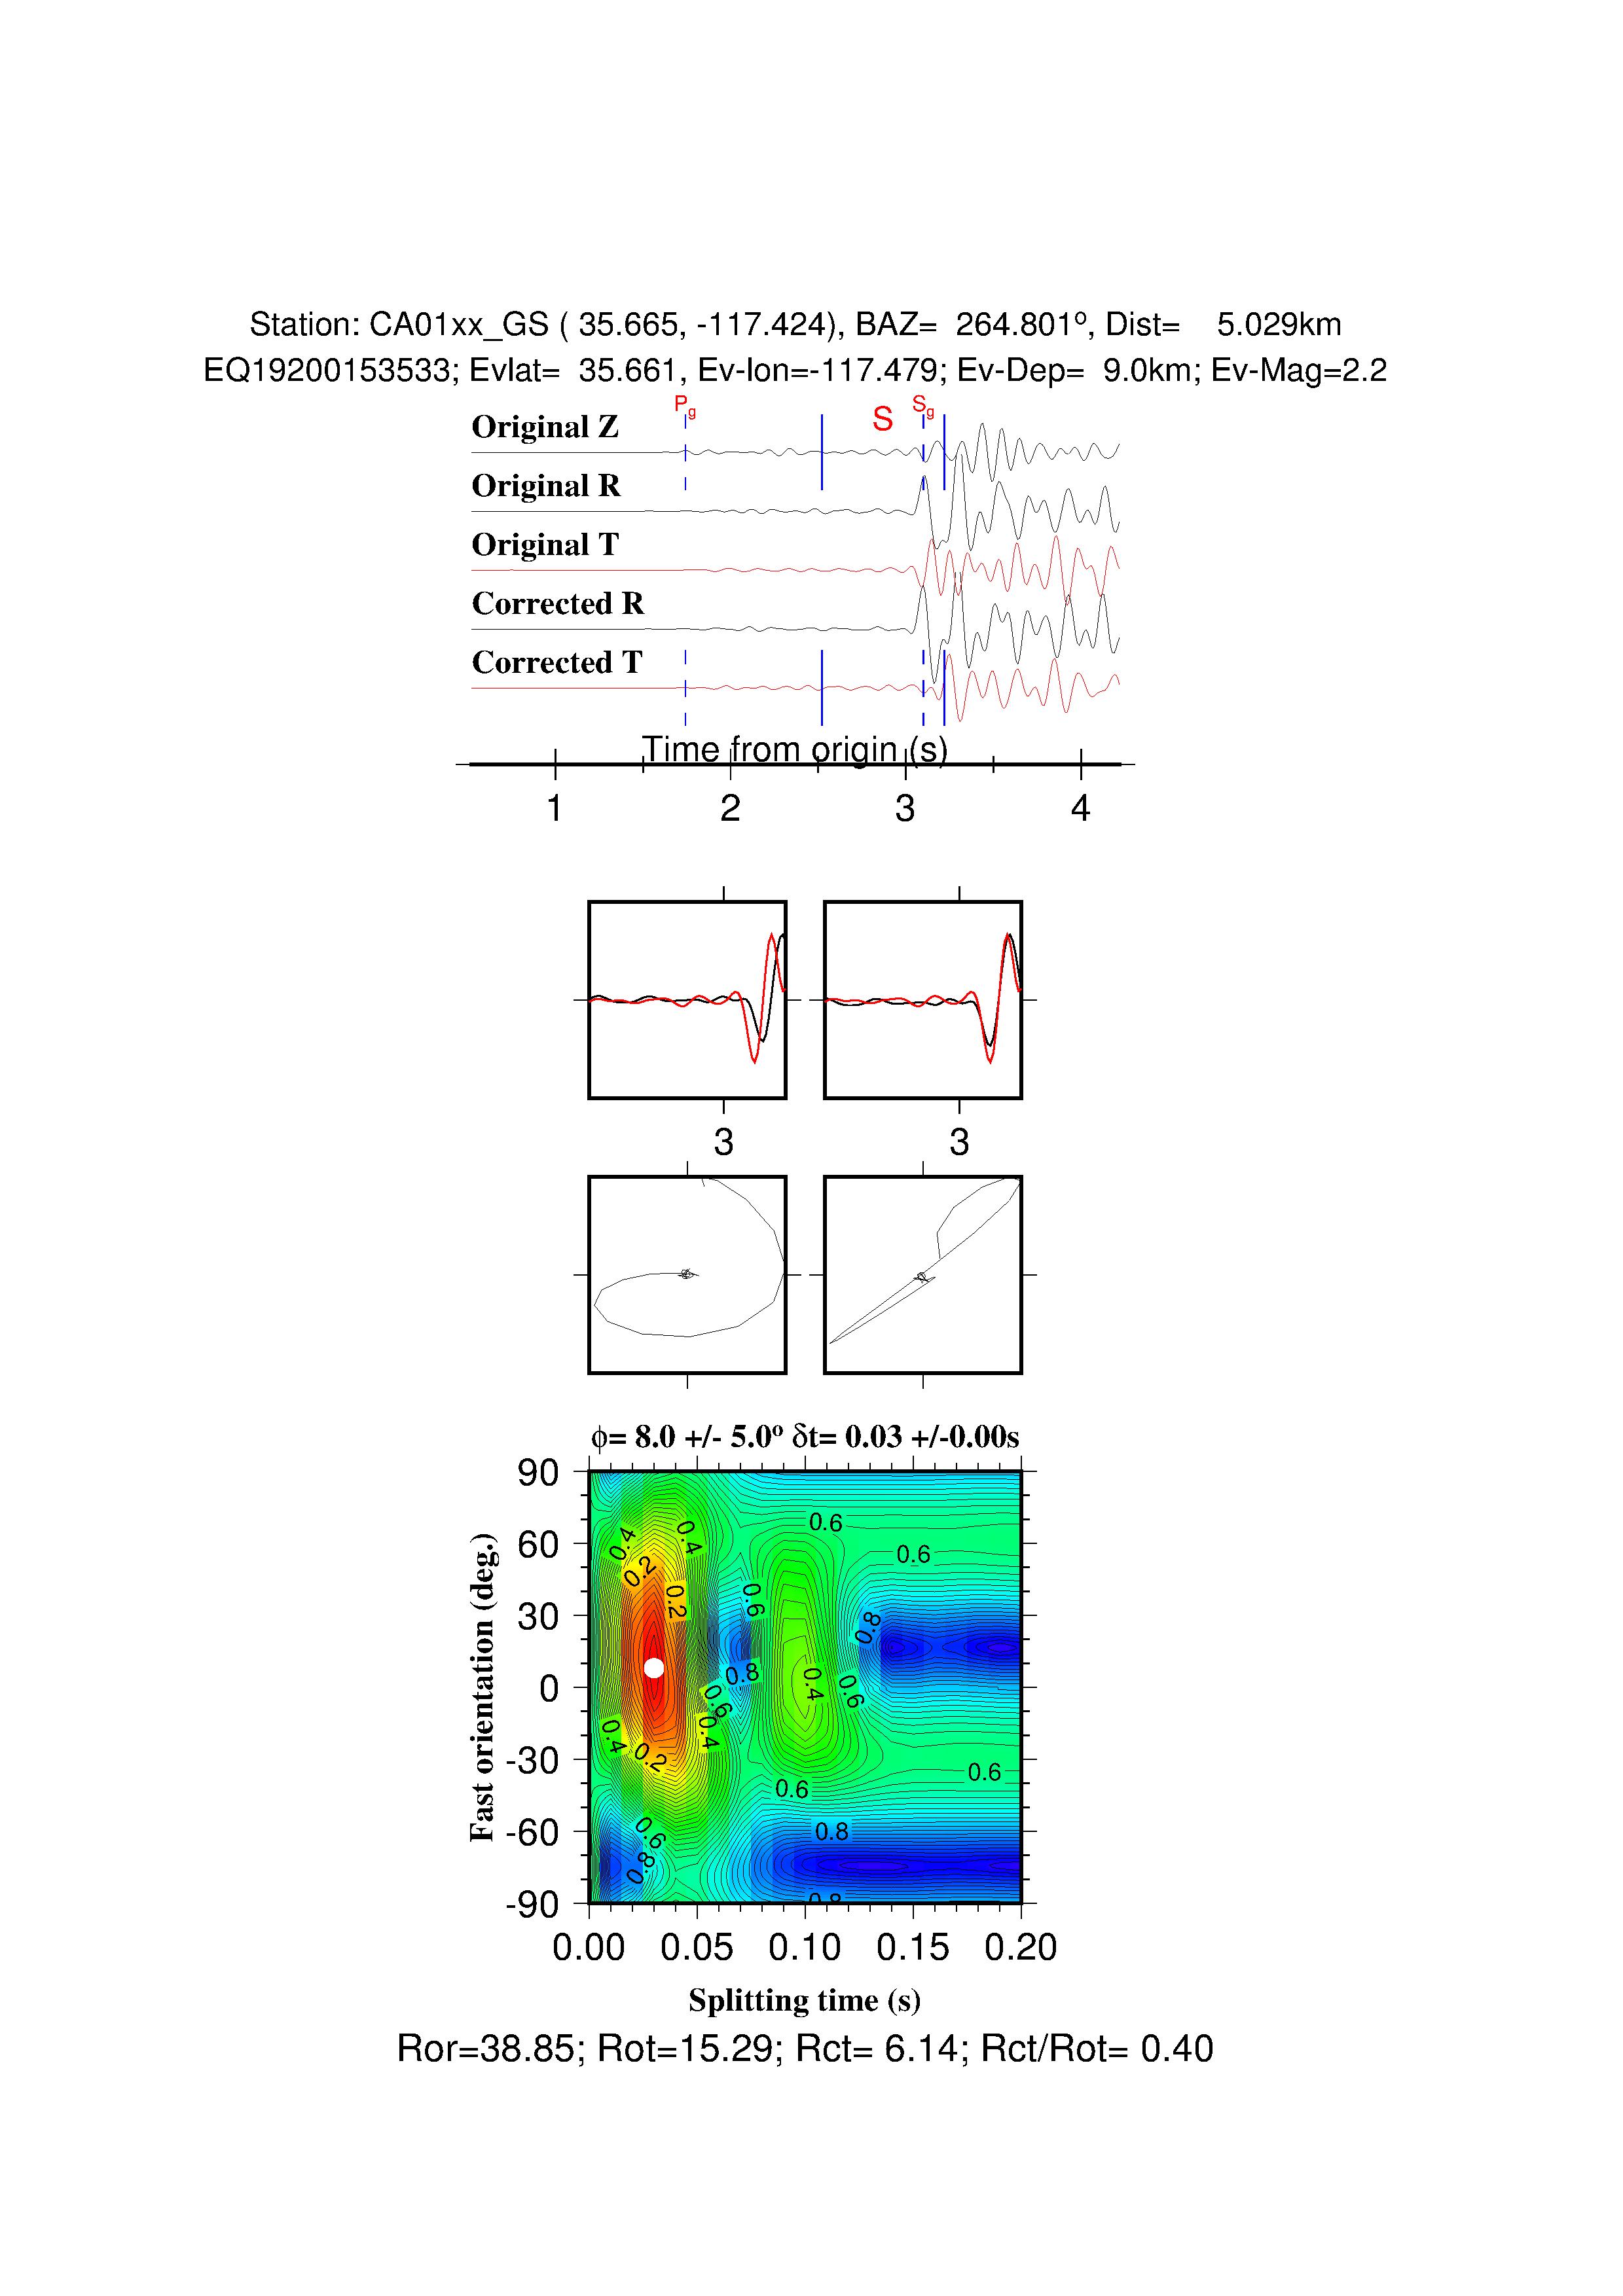 Station: CA01xx_GS ( 35.665, -117.424), BAZ= 264.801º, Dist= 5.029km
EQ19200153533; Evlat= 35.661, Ev-lon=-117.479; Ev-Dep= 9.0km; Ev-Mag=2.2
Pg S Sg
Original Z
Original R
Original T
Corrected R
Corrected T
Time from origin (s)
1 2 3 4
3 3
ϕ= 8.0 +/- 5.0º δt= 0.03 +/-0.00s
90
60
30
0
-30
-60
-90
Fast orientation (deg.)
0.6
0.4 0.4
0.6
0.2
0.2 0.6
0.8
0.8
0.4 0.6
0.6
0.4 0.4
0.2
0.6
0.6
0.6 0.8
0.8
0.8
0.00 0.05 0.10 0.15 0.20
Splitting time (s)
Ror=38.85; Rot=15.29; Rct= 6.14; Rct/Rot= 0.40